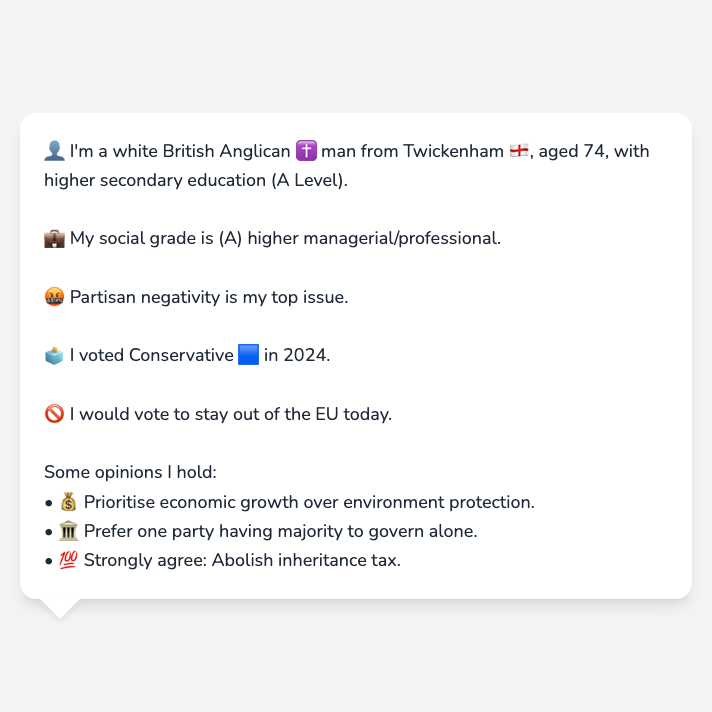 👤 I'm a white British Anglican ✝️ man from Twickenham 🏴󠁧󠁢󠁥󠁮󠁧󠁿, aged 74, with
higher secondary education (A Level).
💼 My social grade is (A) higher managerial/professional.
🤬 Partisan negativity is my top issue.
🗳️ I voted Conservative 🟦 in 2024.
🚫 I would vote to stay out of the EU today.
Some opinions I hold:
• 💰 Prioritise economic growth over environment protection.
• 🏛️ Prefer one party having majority to govern alone.
• 💯 Strongly agree: Abolish inheritance tax.